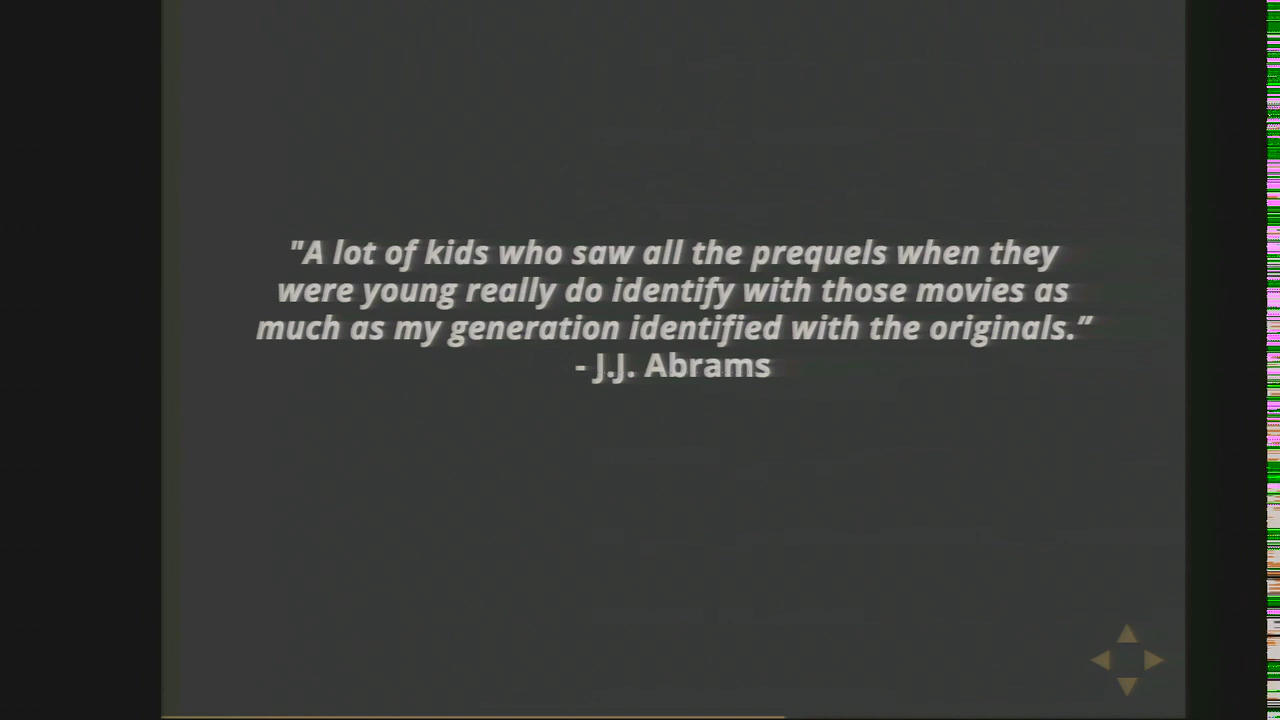 "A lot of kids who saw all the prequels when they
were young really do identify with those movies as
much as my generation identified with the originals.”
- J.J. Abrams